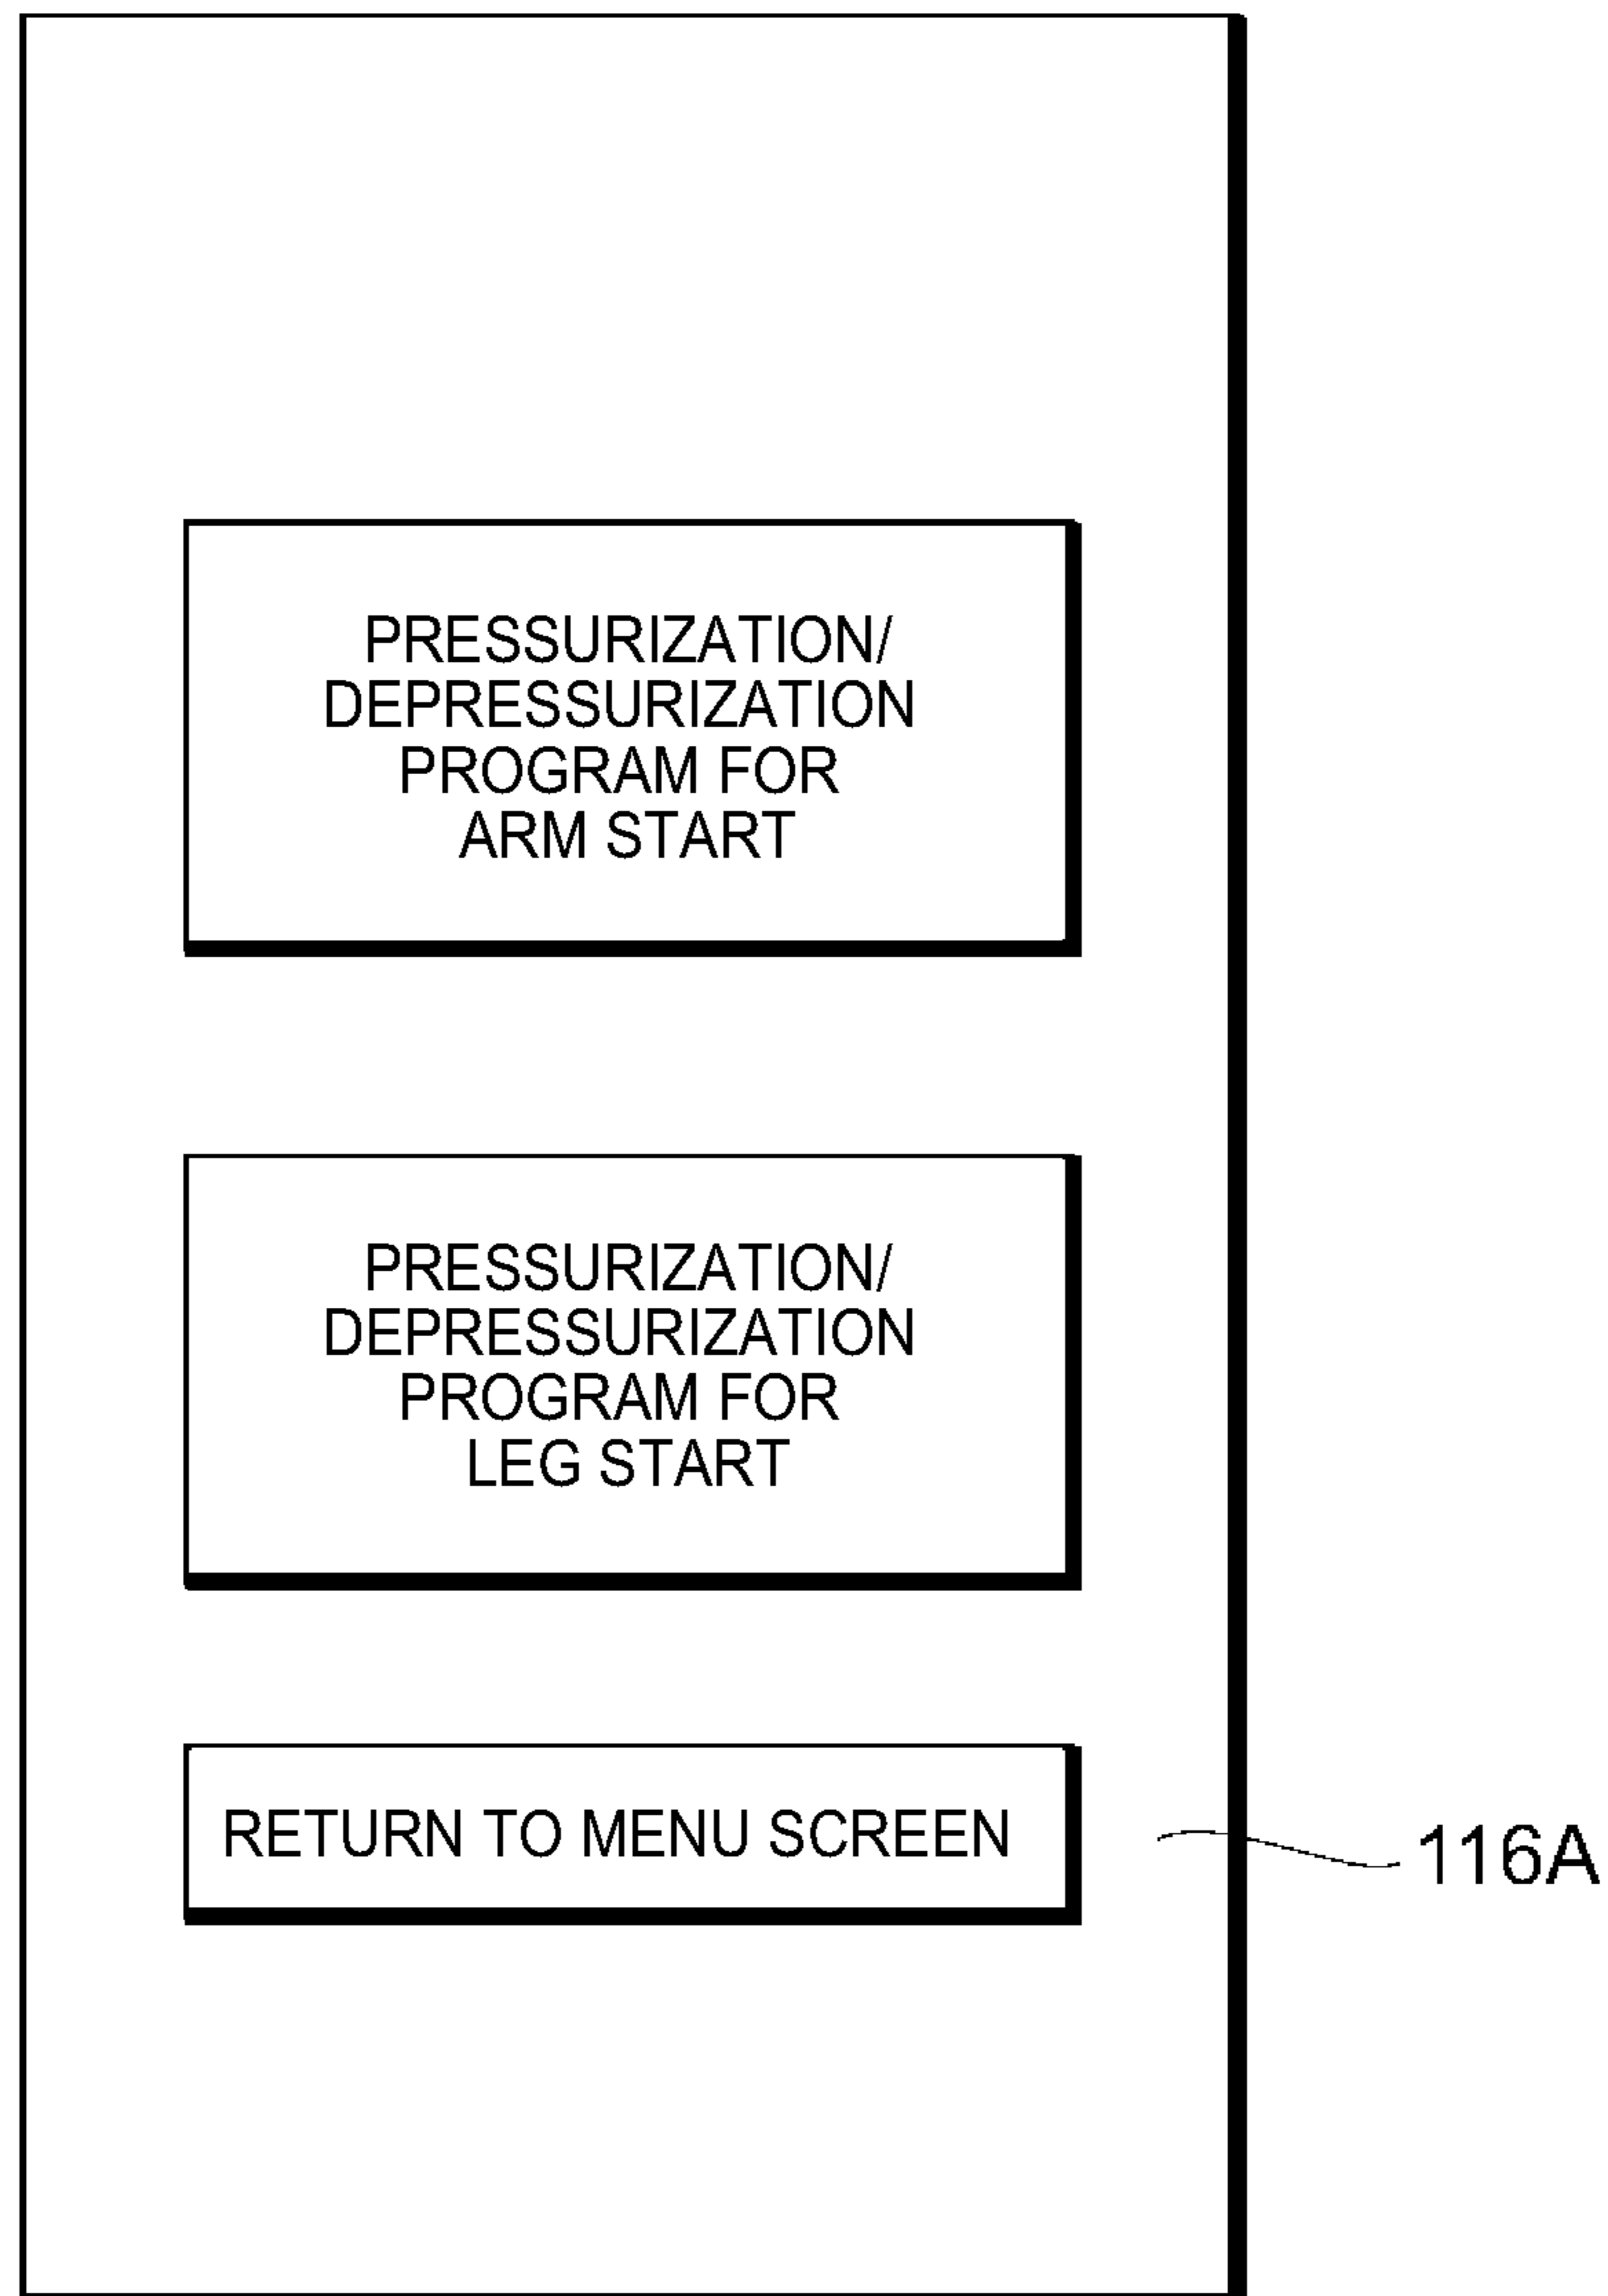 PRESSURIZATION/
DEPRESSURIZATION
PROGRAM FOR
ARM START
PRESSURIZATION/
DEPRESSURIZATION
PROGRAM FOR
LEG START
RETURN TO MENU SCREEN
116A